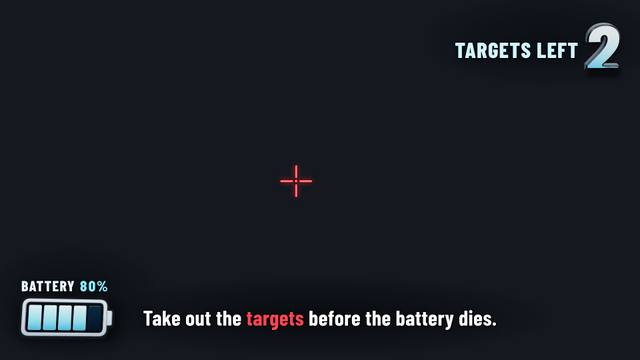 TARGETS LEFT 2
BATTERY 80%
Take out the targets before the battery dies.